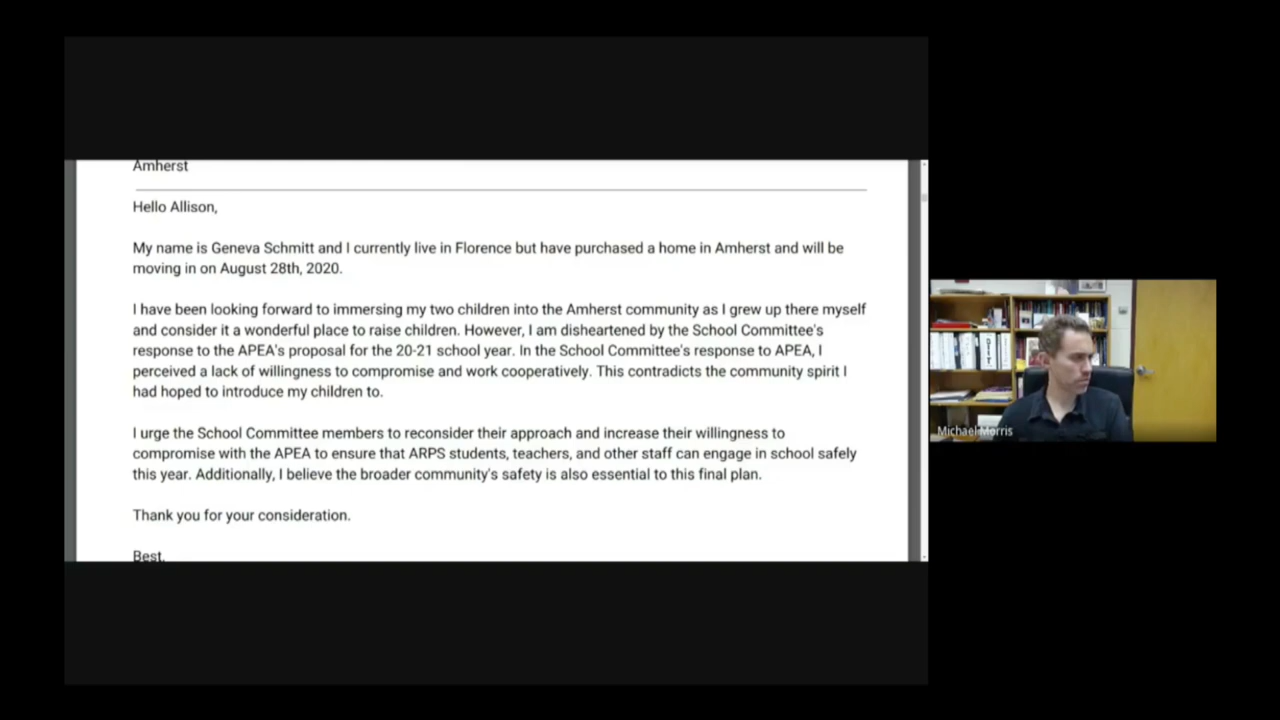 Amherst
Hello Allison,
My name is Geneva Schmitt and I currently live in Florence but have purchased a home in Amherst and will be
moving in on August 28th, 2020.
I have been looking forward to immersing my two children into the Amherst community as I grew up there myself
and consider it a wonderful place to raise children. However, I am disheartened by the School Committee's
response to the APEA's proposal for the 20-21 school year. In the School Committee's response to APEA, I
perceived a lack of willingness to compromise and work cooperatively. This contradicts the community spirit I
had hoped to introduce my children to.
I urge the School Committee members to reconsider their approach and increase their willingness to
compromise with the APEA to ensure that ARPS students, teachers, and other staff can engage in school safely
this year. Additionally, I believe the broader community's safety is also essential to this final plan.
Thank you for your consideration.
Best,
Michael Morris